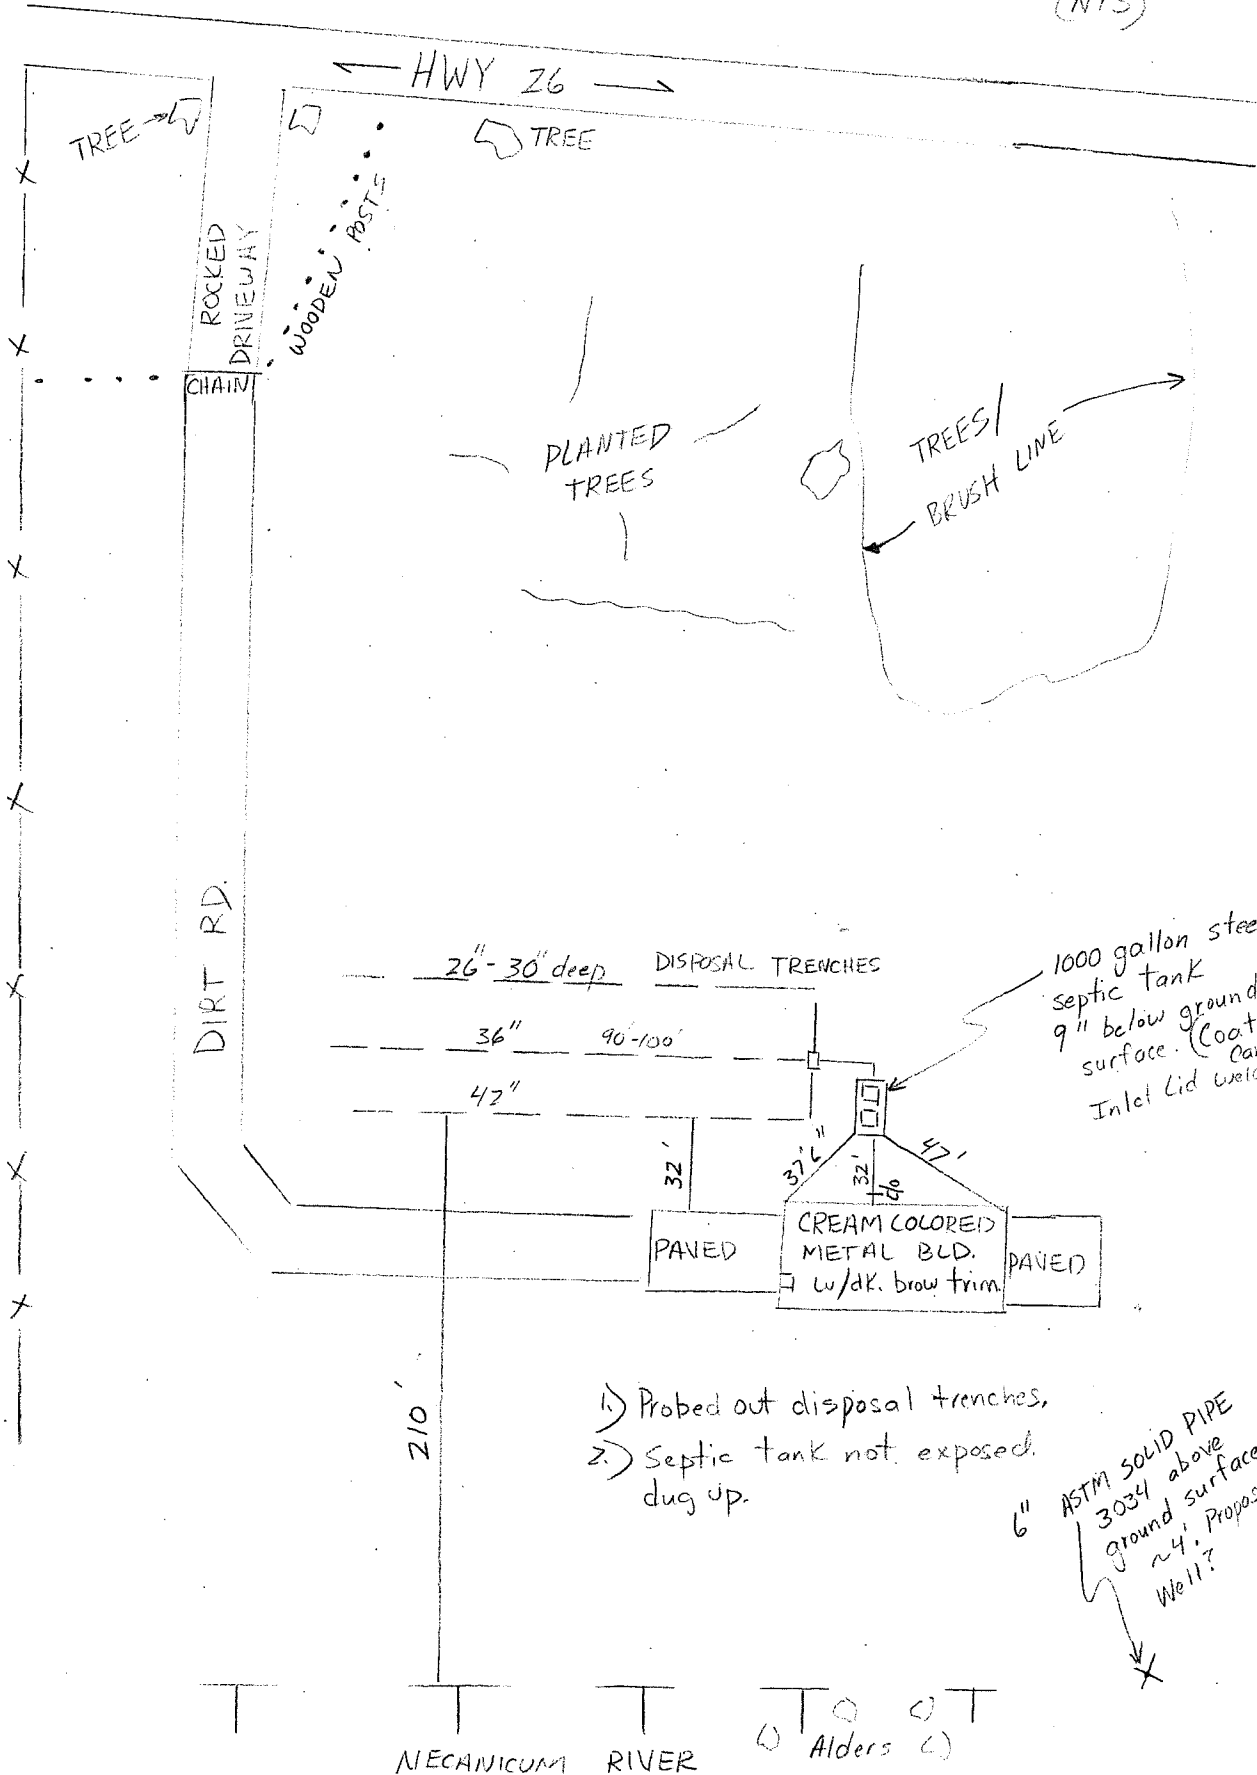 (NTS)
HWY 26
TREE
TREE
ROCKED
DRIVEWAY
WOODEN POSTS
CHAIN
PLANTED
TREES
TREES/
BRUSH LINE
DIRT RD.
26"-30" deep DISPOSAL TRENCHES
36" 90'-100'
42"
1000 gallon stee
septic tank
9" below ground
surface. (Coat
Inlet Lid
32'
37'6"
32'
c/o
47'
PAVED
CREAM COLORED
METAL BLD.
w/dk. brow trim.
PAVED
210'
1.) Probed out disposal trenches.
2.) Septic tank not exposed.
dug up.
6" ASTM SOLID PIPE
3034 above
ground surface
~4'. Propos
Well?
NECANICUM RIVER
Alders